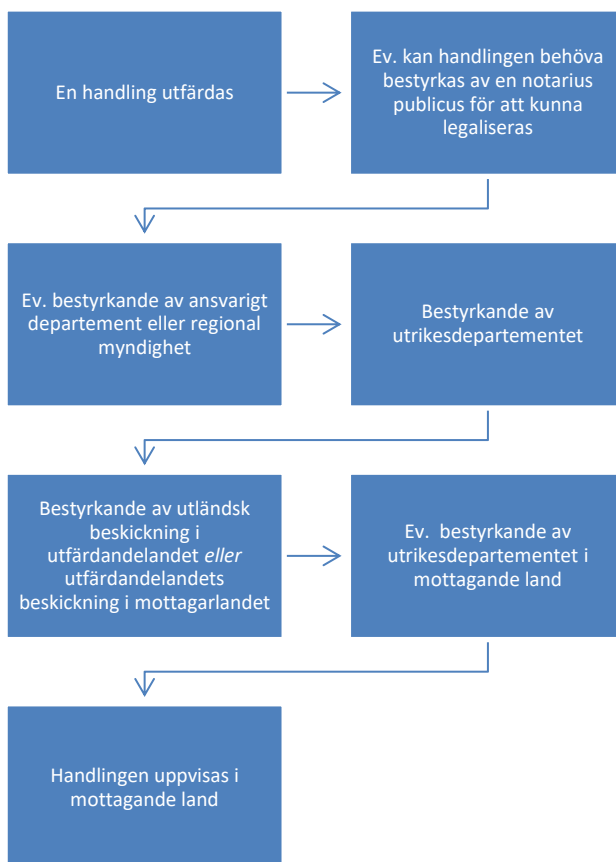 En handling utfärdas
Ev. kan handlingen behöva
bestyrkas av en notarius
publicus för att kunna
legaliseras
Ev. bestyrkande av ansvarigt
departement eller regional
myndighet
Bestyrkande av
utrikesdepartementet
Bestyrkande av utländsk
beskickning i
utfärdandelandet eller
utfärdandelandets
beskickning i mottagarlandet
Ev. bestyrkande av
utrikesdepartementet i
mottagande land
Handlingen uppvisas i
mottagande land